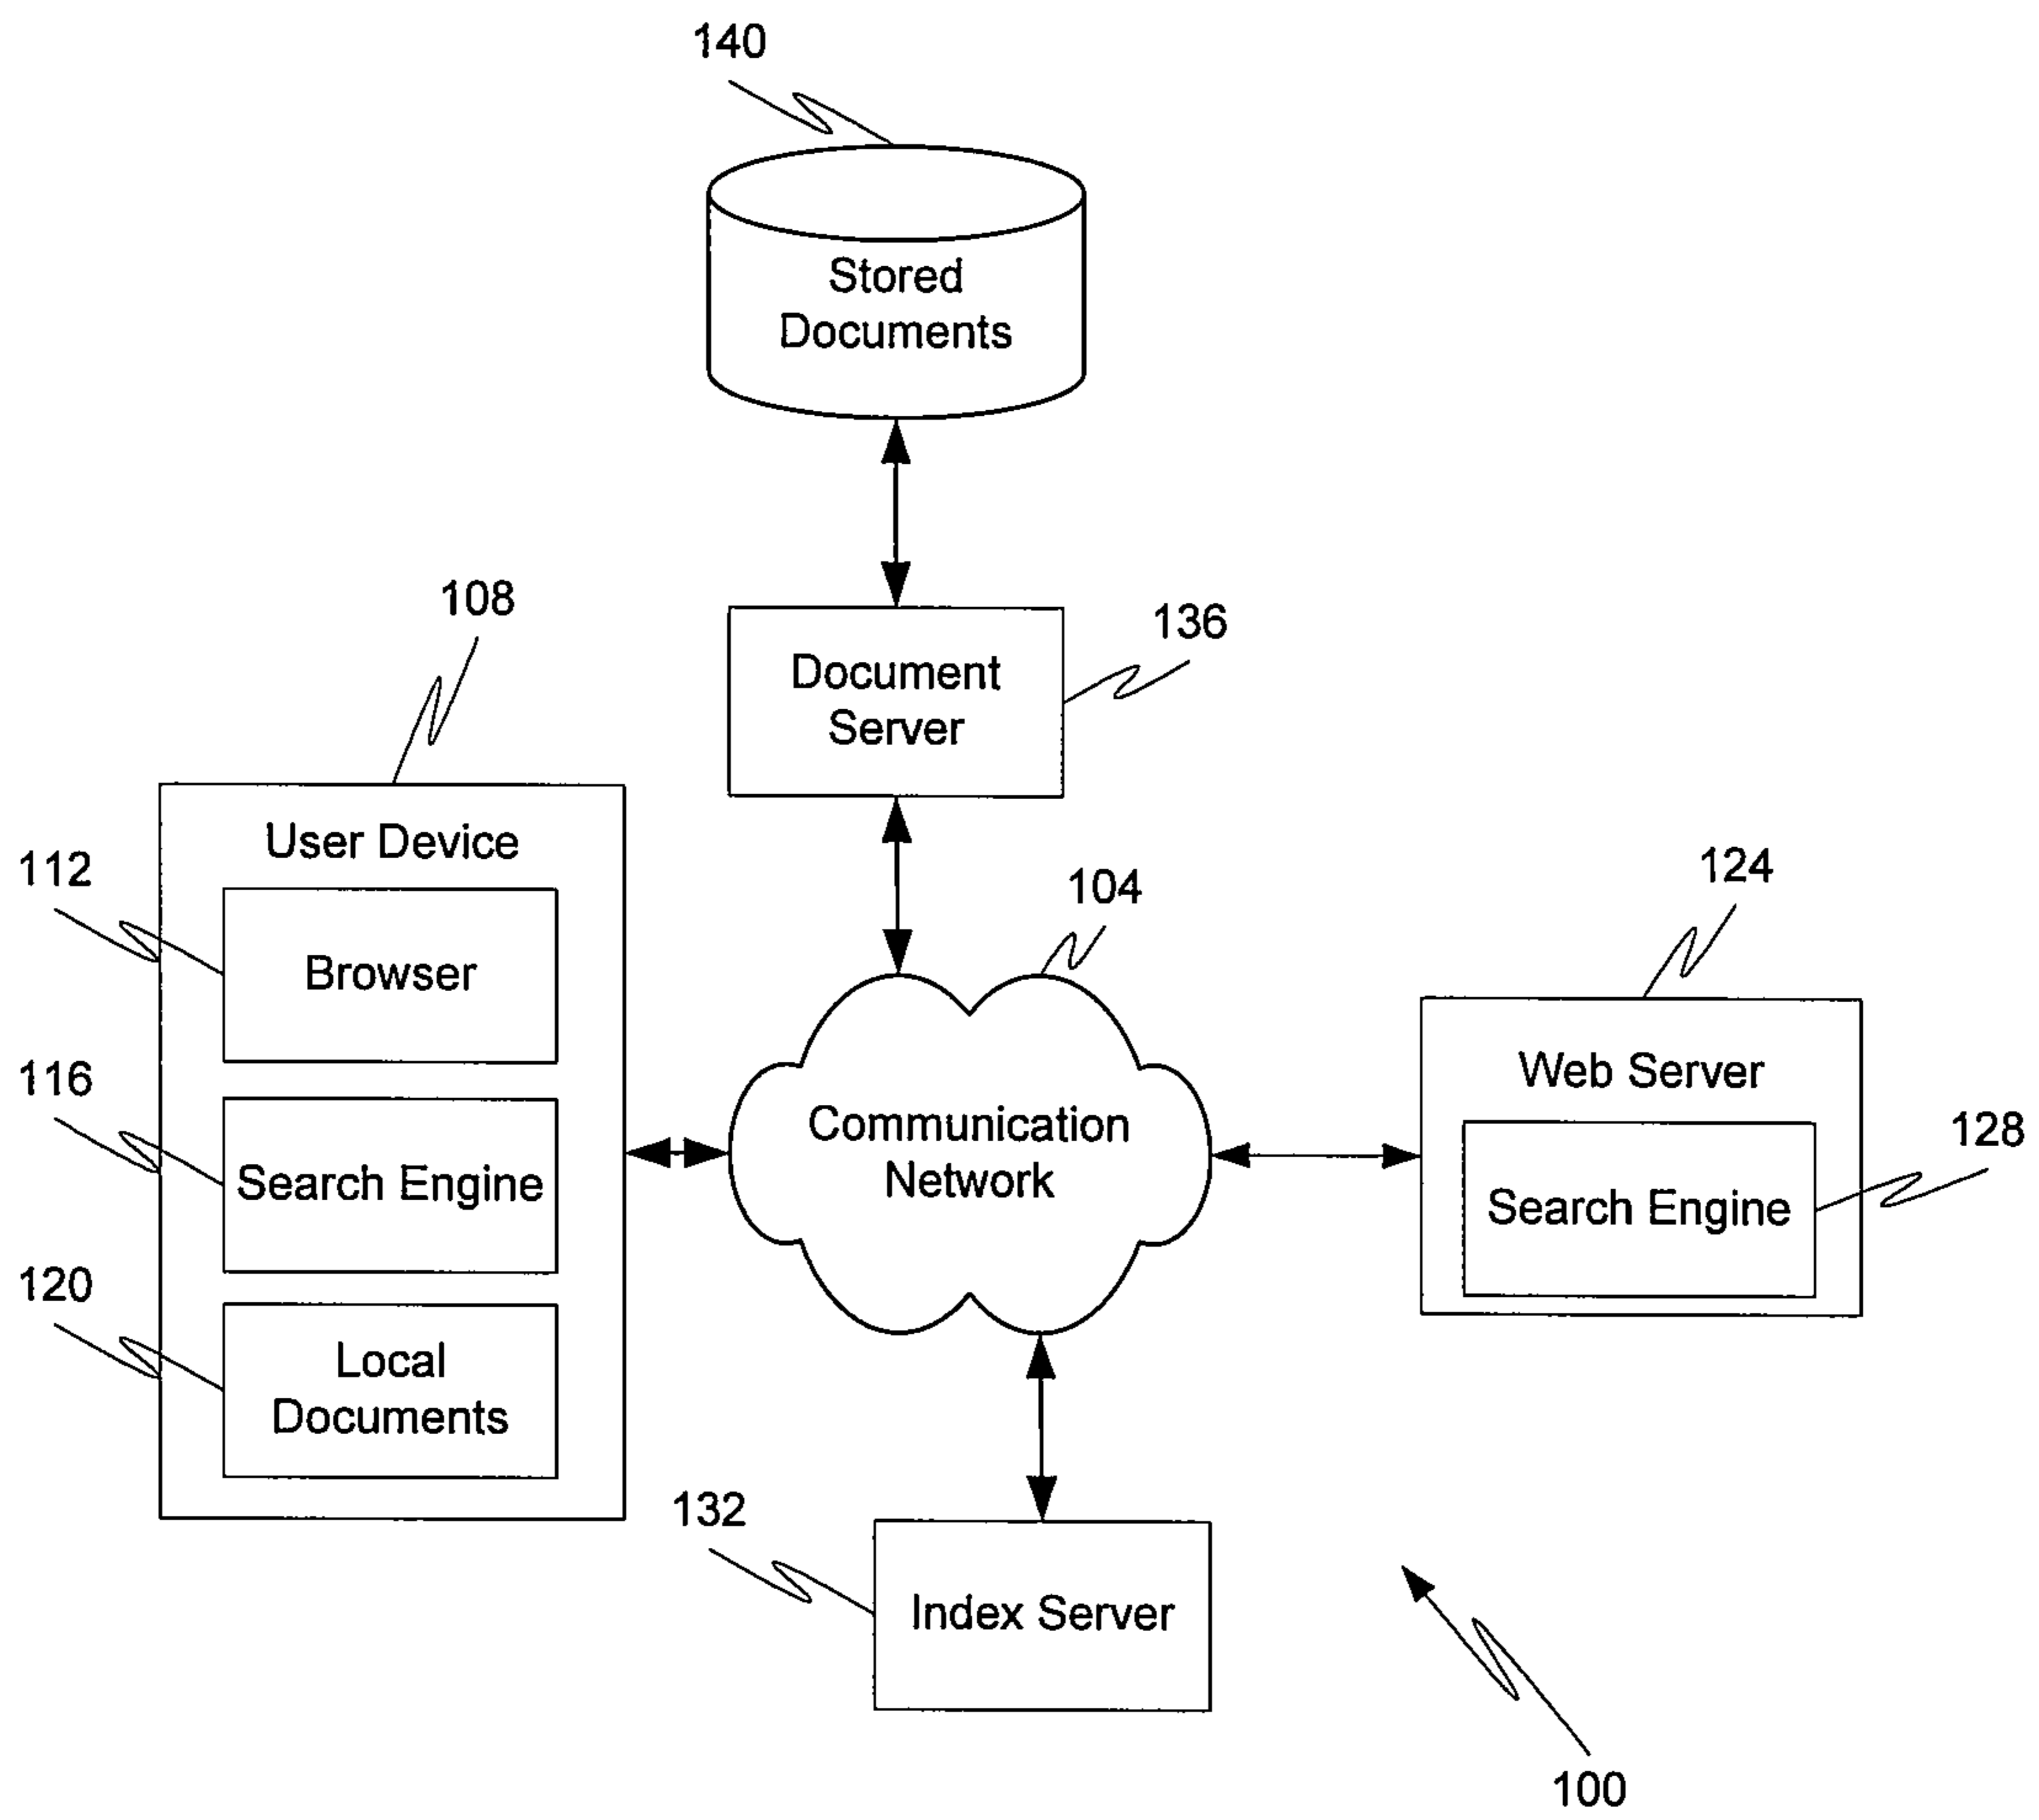 140
Stored
Documents
108
136
Document
Server
User Device
112
104
124
Browser
Web Server
116
Communication
Network
128
Search Engine
Search Engine
120
Local
Documents
132
Index Server
100